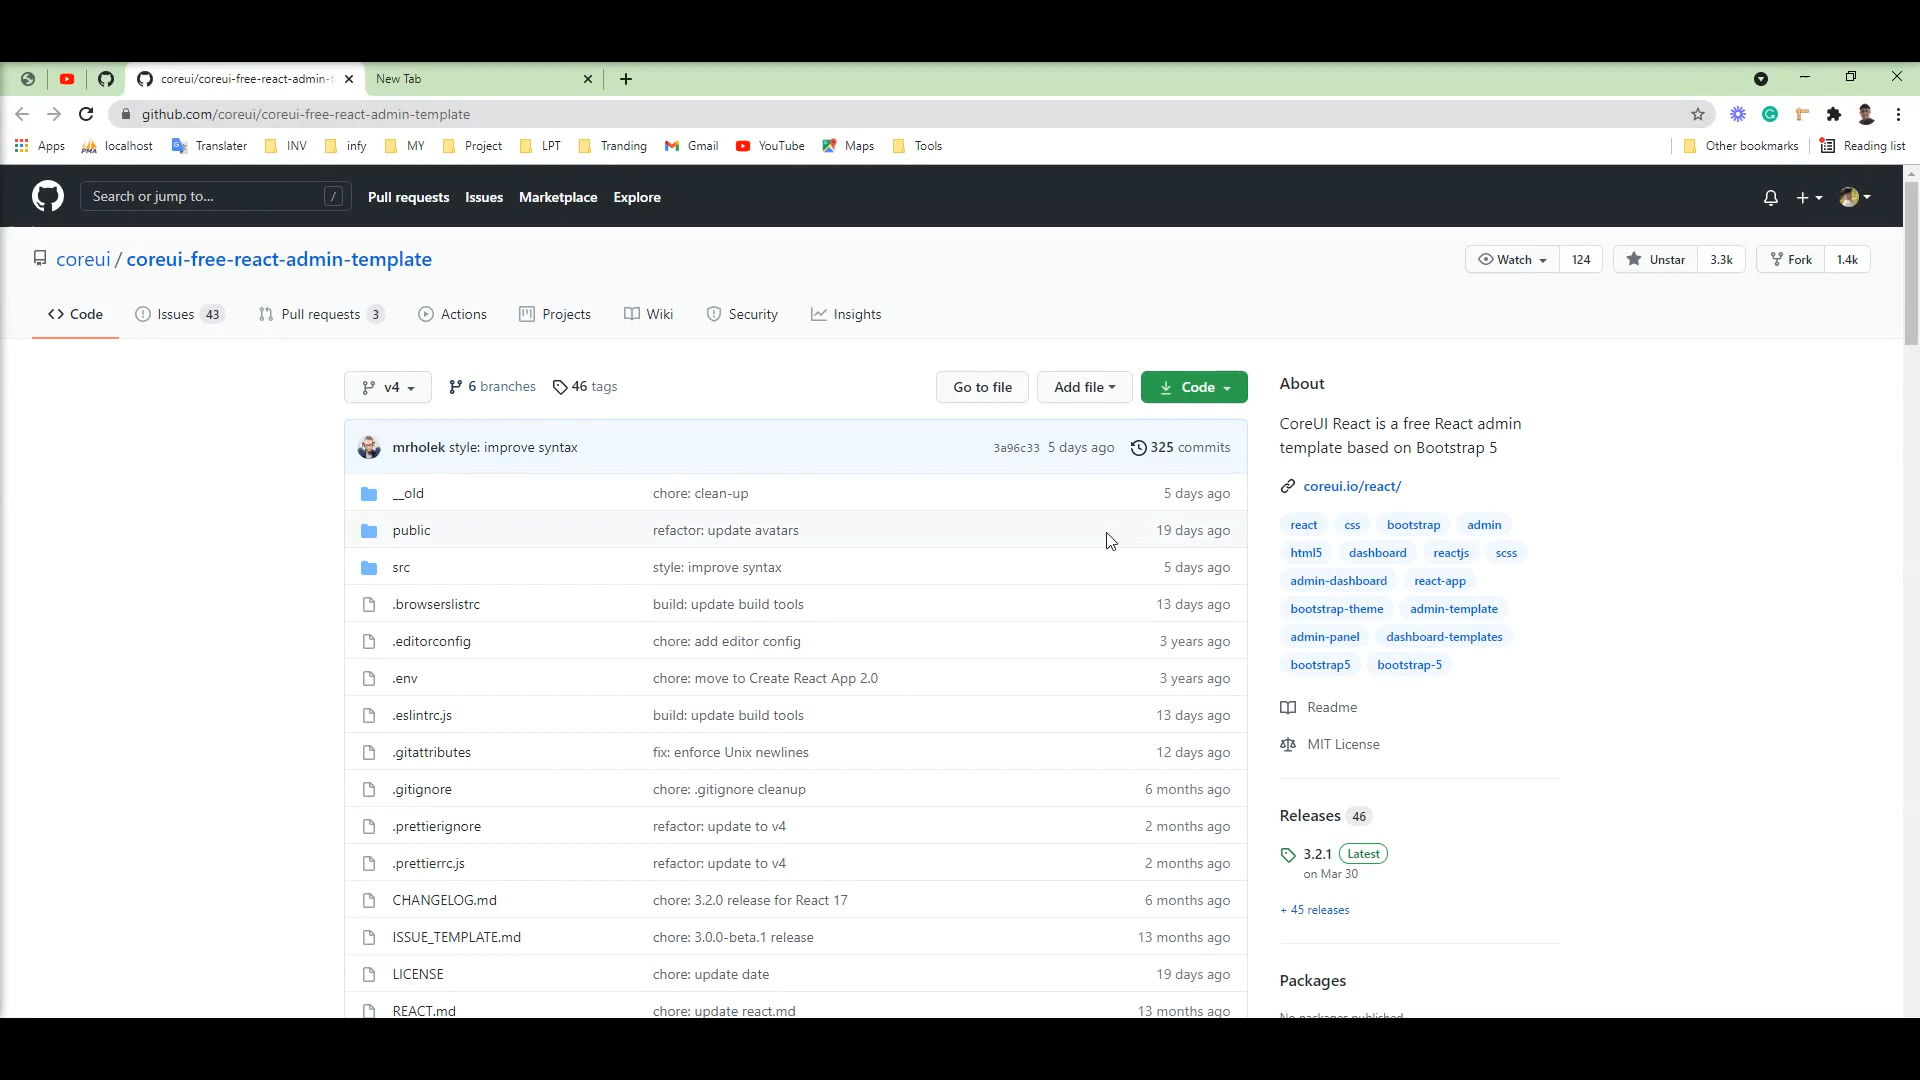 coreui/coreui-free-react-admin-t
New Tab
github.com/coreui/coreui-free-react-admin-template
Apps localhost Translater INV infy MY Project LPT Tranding Gmail YouTube Maps Tools Other bookmarks Reading list
Search or jump to... / Pull requests Issues Marketplace Explore
coreui / coreui-free-react-admin-template
Watch 124 Unstar 3.3k Fork 1.4k
Code Issues 43 Pull requests 3 Actions Projects Wiki Security Insights
v4 6 branches 46 tags Go to file Add file Code
mrholek style: improve syntax 3a96c33 5 days ago 325 commits
__old chore: clean-up 5 days ago
public refactor: update avatars 19 days ago
src style: improve syntax 5 days ago
.browserslistrc build: update build tools 13 days ago
.editorconfig chore: add editor config 3 years ago
.env chore: move to Create React App 2.0 3 years ago
.eslintrc.js build: update build tools 13 days ago
.gitattributes fix: enforce Unix newlines 12 days ago
.gitignore chore: .gitignore cleanup 6 months ago
.prettierignore refactor: update to v4 2 months ago
.prettierrc.js refactor: update to v4 2 months ago
CHANGELOG.md chore: 3.2.0 release for React 17 6 months ago
ISSUE_TEMPLATE.md chore: 3.0.0-beta.1 release 13 months ago
LICENSE chore: update date 19 days ago
REACT.md chore: update react.md 13 months ago
About
CoreUI React is a free React admin
template based on Bootstrap 5
coreui.io/react/
react css bootstrap admin
html5 dashboard reactjs scss
admin-dashboard react-app
bootstrap-theme admin-template
admin-panel dashboard-templates
bootstrap5 bootstrap-5
Readme
MIT License
Releases 46
3.2.1 Latest
on Mar 30
+ 45 releases
Packages
No packages published